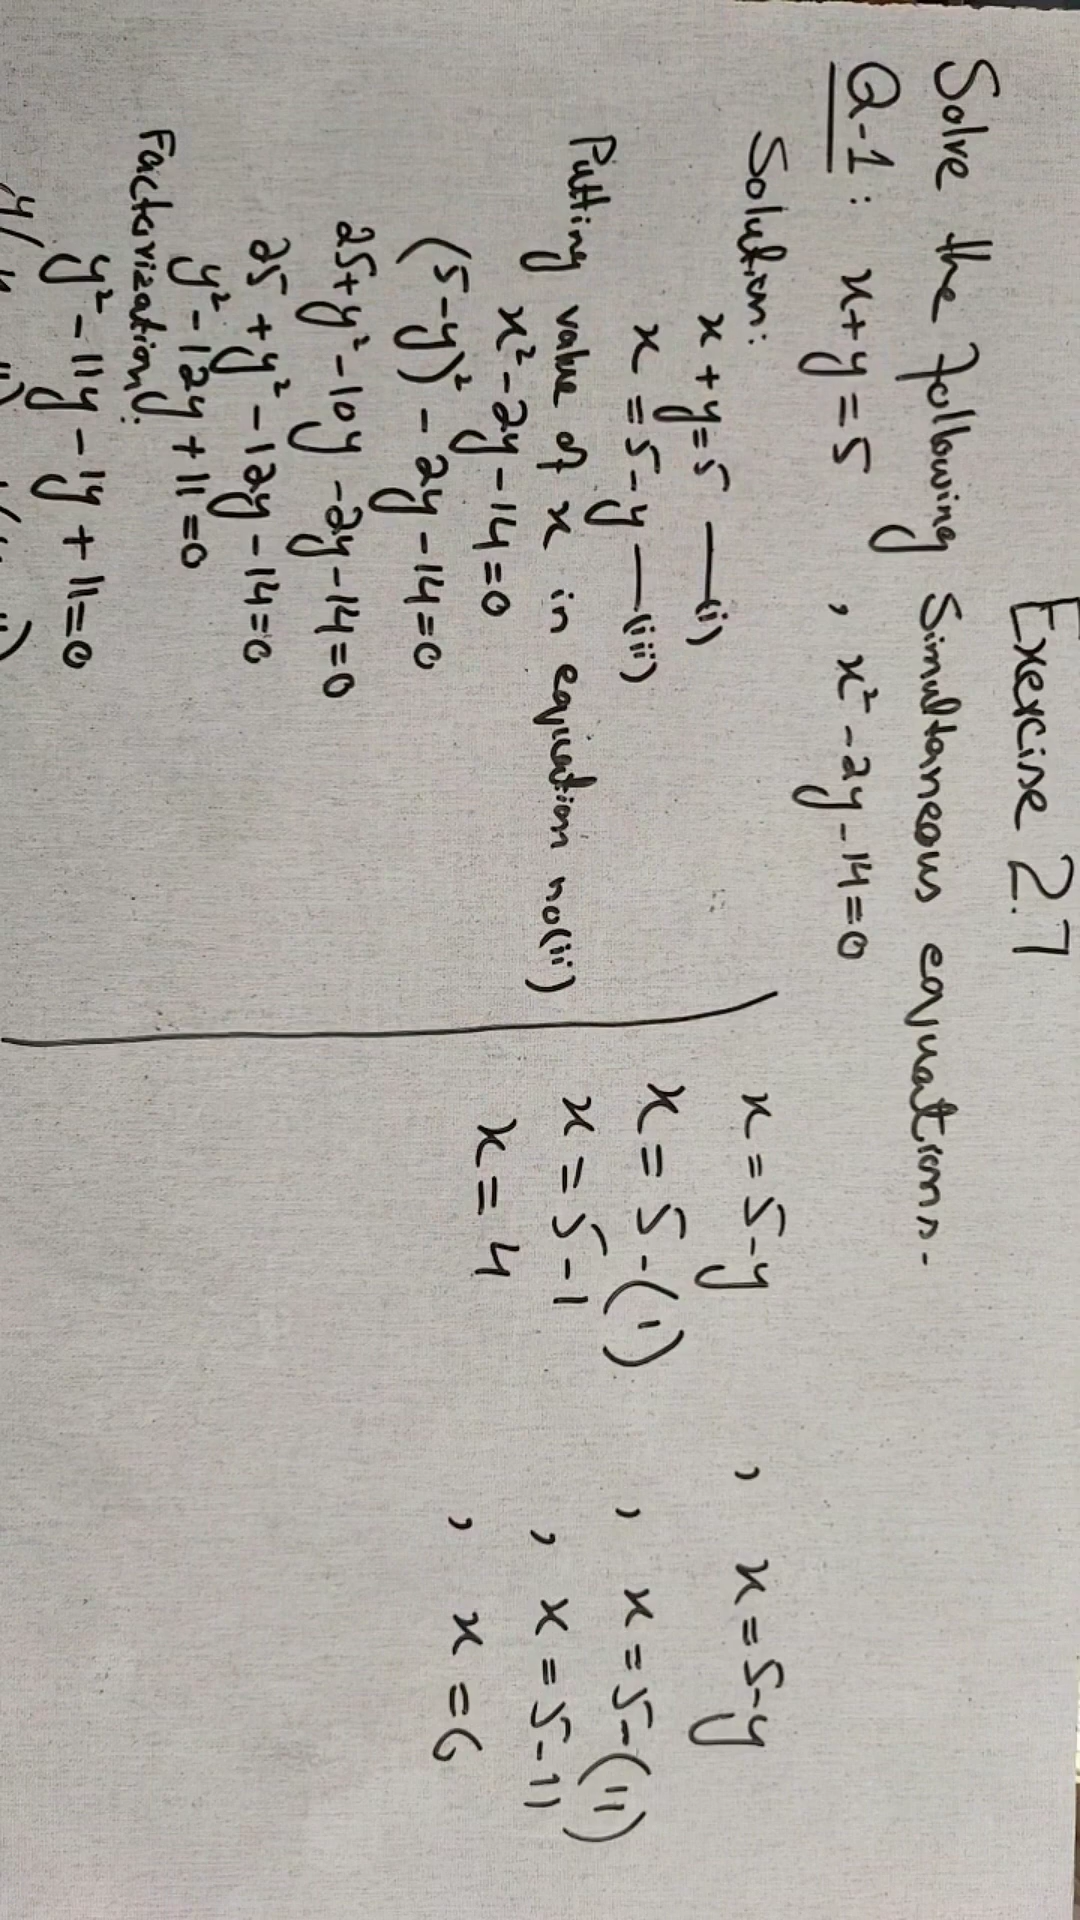 Exercise 2.7
Solve the following Simultaneous equations.
Q-1: x+y=5 , x²-2y-14=0
Solution:
x+y=5 —(i)
x=5-y —(iii)
Putting value of x in equation no(ii)
x²-2y-14=0
(5-y)²-2y-14=0
25+y²-10y-2y-14=0
25+y²-12y-14=0
y²-12y+11=0
Factorization:
y²-11y-1y+11=0
x=5-y , x=5-y
x=5-(1) , x=5-(11)
x=5-1 , x=5-11
x=4 , x=6